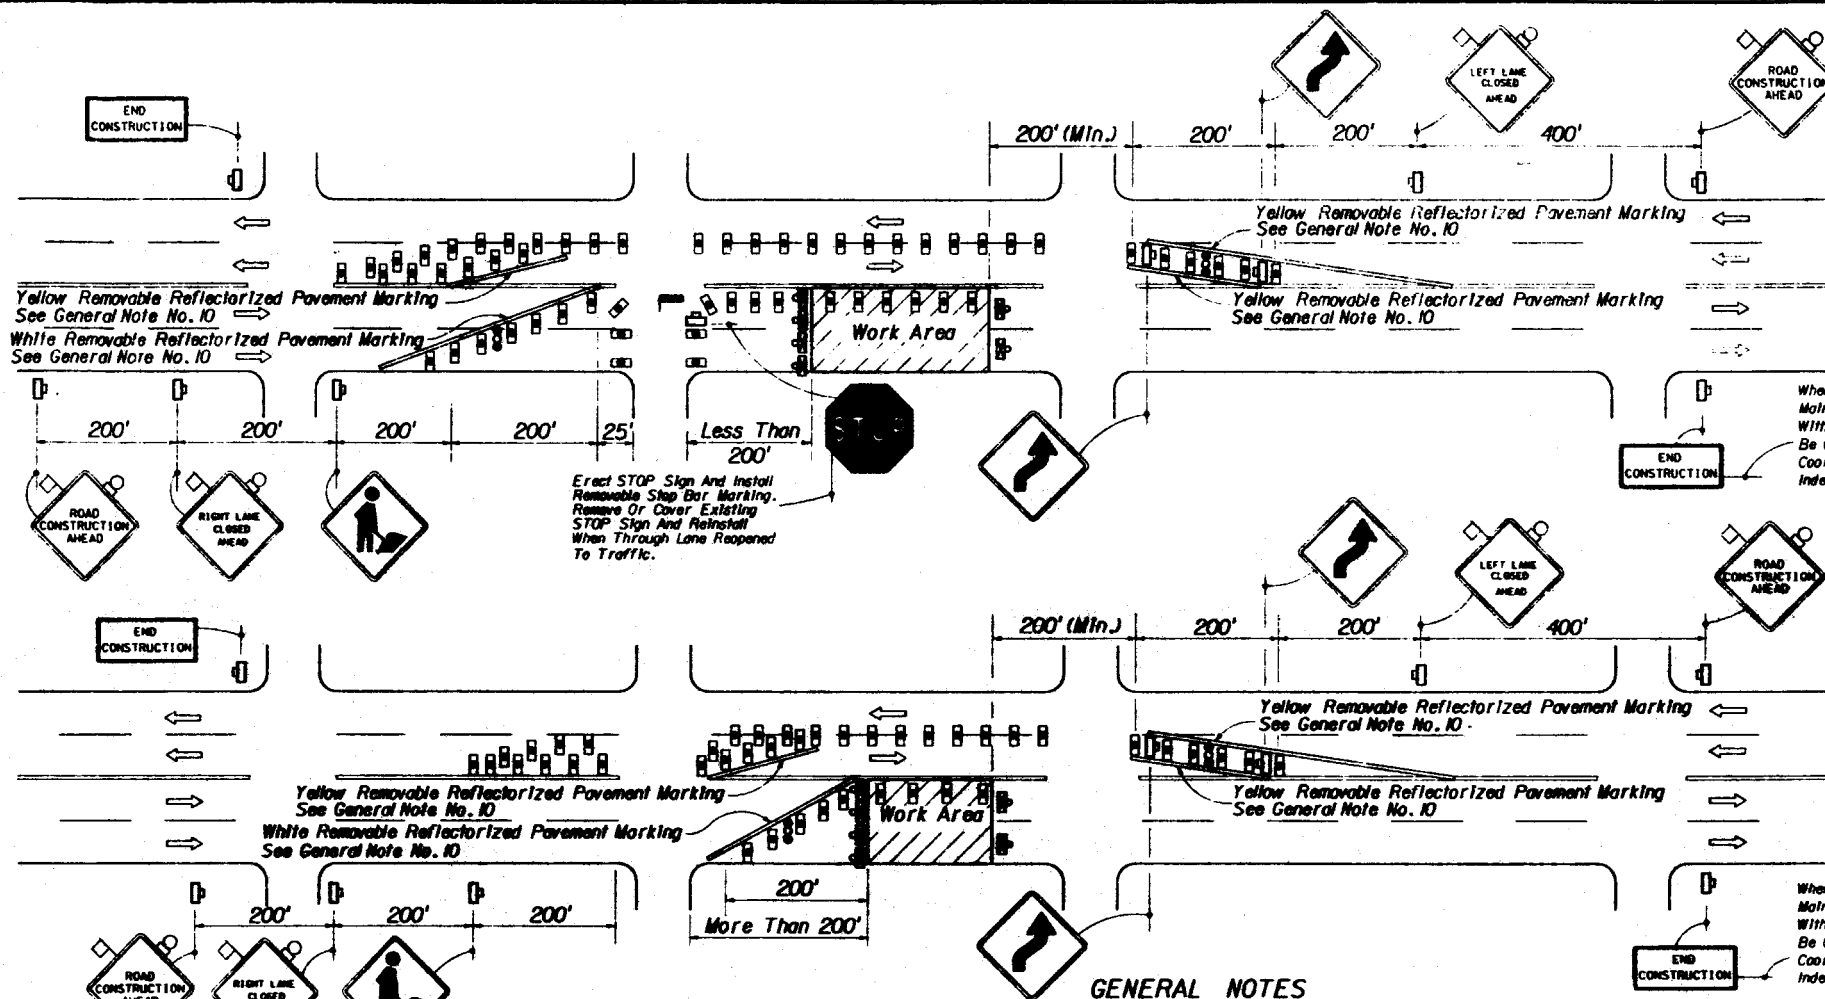 END
CONSTRUCTION
200' (Min.)
200'
200'
400'
LEFT LANE
CLOSED
AHEAD
ROAD
CONSTRUCTION
AHEAD
Yellow Removable Reflectorized Pavement Marking
See General Note No. 10
Yellow Removable Reflectorized Pavement Marking
See General Note No. 10
Yellow Removable Reflectorized Pavement Marking
See General Note No. 10
White Removable Reflectorized Pavement Marking
See General Note No. 10
Work Area
200'
200'
200'
200'
25'
Less Than
200'
STOP
ROAD
CONSTRUCTION
AHEAD
RIGHT LANE
CLOSED
AHEAD
Erect STOP Sign And Install
Removable Stop Bar Marking.
Remove Or Cover Existing
STOP Sign And Reinstall
When Through Lane Reopened
To Traffic.
END
CONSTRUCTION
Be
Inde
END
CONSTRUCTION
200' (Min.)
200'
200'
400'
LEFT LANE
CLOSED
AHEAD
ROAD
CONSTRUCTION
AHEAD
Yellow Removable Reflectorized Pavement Marking
See General Note No. 10
Yellow Removable Reflectorized Pavement Marking
See General Note No. 10
Yellow Removable Reflectorized Pavement Marking
See General Note No. 10
White Removable Reflectorized Pavement Marking
See General Note No. 10
Work Area
200'
200'
200'
200'
More Than 200'
ROAD
CONSTRUCTION
AHEAD
RIGHT LANE
CLOSED
END
CONSTRUCTION
Be
Inde
GENERAL NOTES